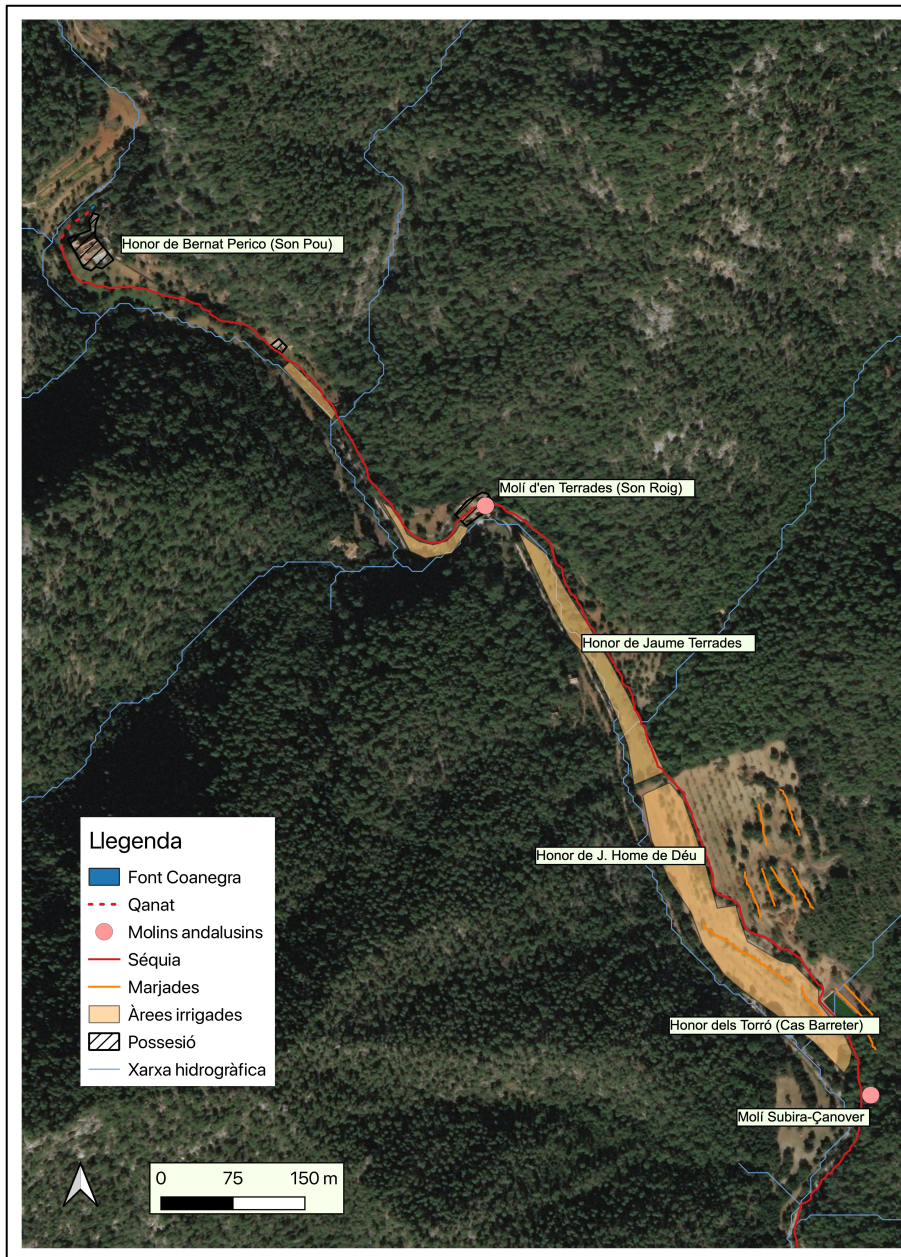 Honor de Bernat Perico (Son Pou)
Molí d'en Terrades (Son Roig)
Honor de Jaume Terrades
Honor de J. Home de Déu
Honor dels Torró (Cas Barreter)
Molí Subira-Çanover
Llegenda
Font Coanegra
Qanat
Molins andalusins
Séquia
Marjades
Àrees irrigades
Possesió
Xarxa hidrogràfica
0 75 150 m